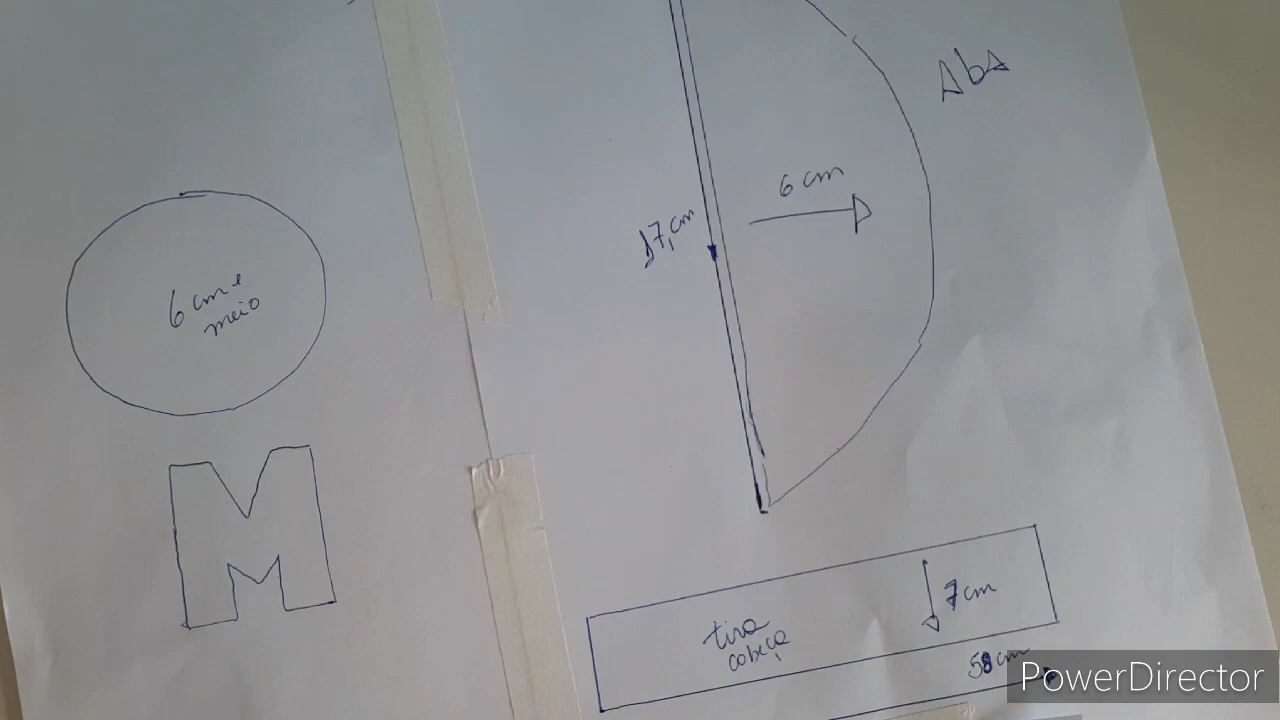 Aba
6 cm
17, cm
6 cm e
meio
7 cm
tira
cabeça
58 cm
PowerDirector